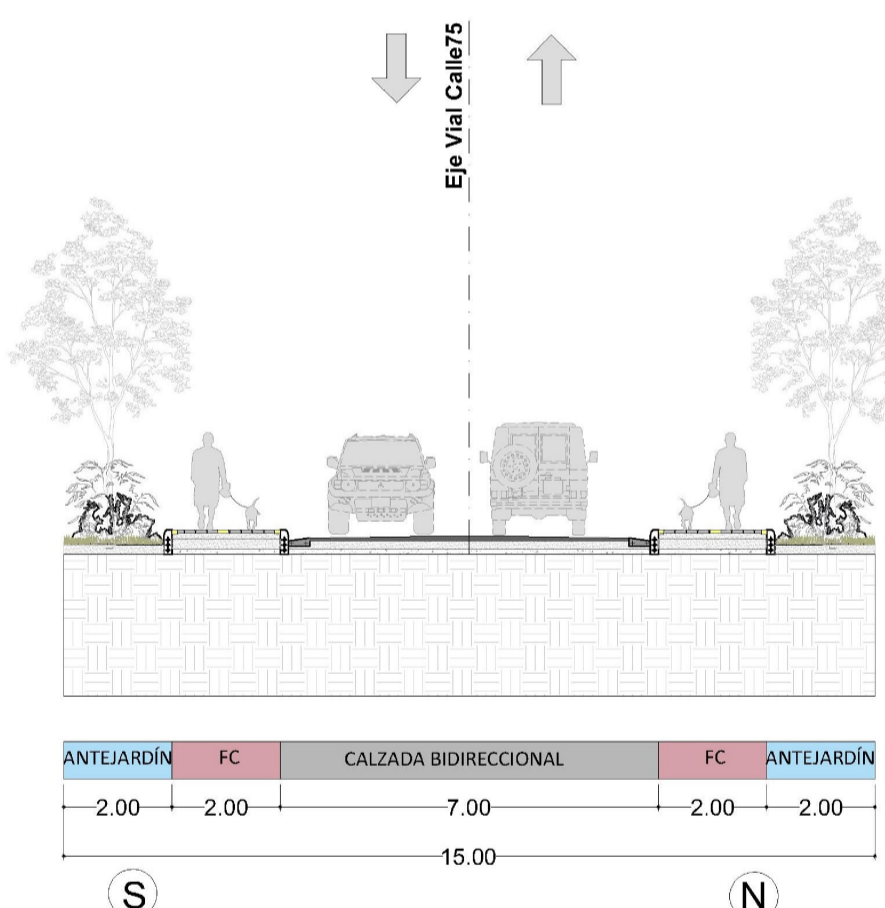 Eje Vial Calle75
ANTEJARDÍN FC CALZADA BIDIRECCIONAL FC ANTEJARDÍN
2.00 2.00 7.00 2.00 2.00
15.00
S N